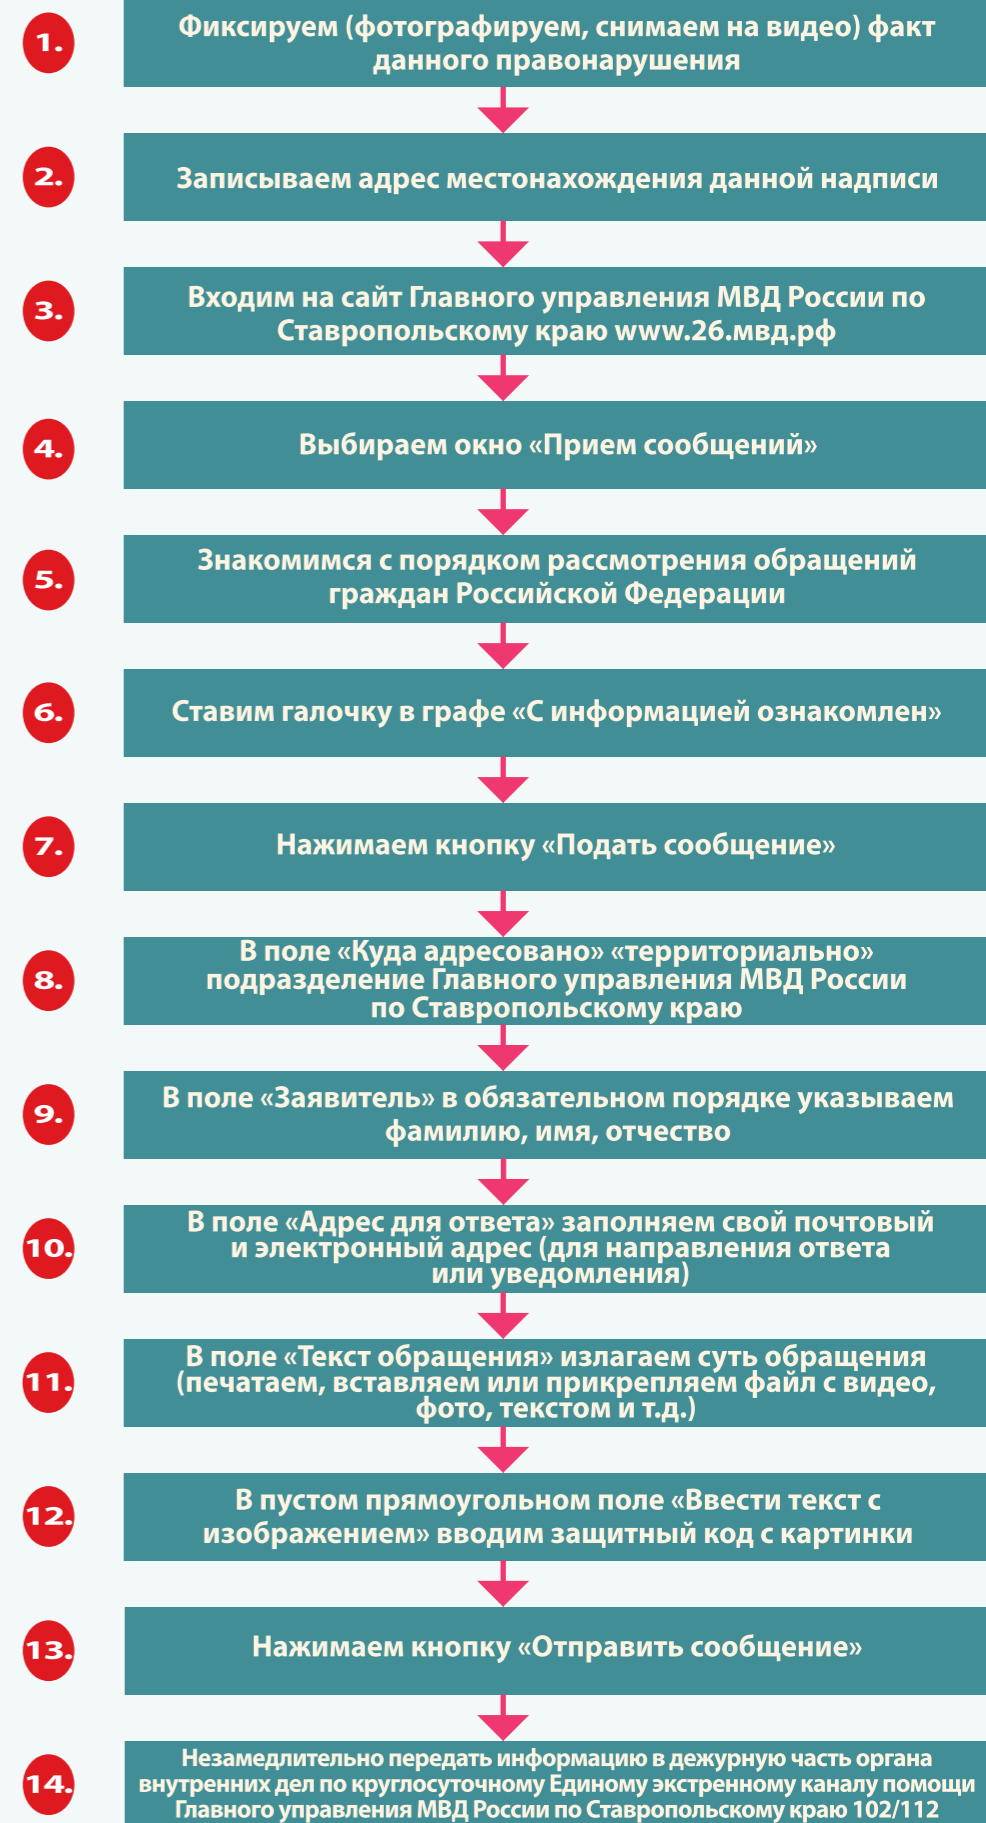 1.
Фиксируем (фотографируем, снимаем на видео) факт
данного правонарушения
2.
Записываем адрес местонахождения данной надписи
3.
Входим на сайт Главного управления МВД России по
Ставропольскому краю www.26.мвд.рф
4.
Выбираем окно «Прием сообщений»
5.
Знакомимся с порядком рассмотрения обращений
граждан Российской Федерации
6.
Ставим галочку в графе «С информацией ознакомлен»
7.
Нажимаем кнопку «Подать сообщение»
8.
В поле «Куда адресовано» «территориально»
подразделение Главного управления МВД России
по Ставропольскому краю
9.
В поле «Заявитель» в обязательном порядке указываем
фамилию, имя, отчество
10.
В поле «Адрес для ответа» заполняем свой почтовый
и электронный адрес (для направления ответа
или уведомления)
11.
В поле «Текст обращения» излагаем суть обращения
(печатаем, вставляем или прикрепляем файл с видео,
фото, текстом и т.д.)
12.
В пустом прямоугольном поле «Ввести текст с
изображением» вводим защитный код с картинки
13.
Нажимаем кнопку «Отправить сообщение»
14.
Незамедлительно передать информацию в дежурную часть органа
внутренних дел по круглосуточному Единому экстренному каналу помощи
Главного управления МВД России по Ставропольскому краю 102/112